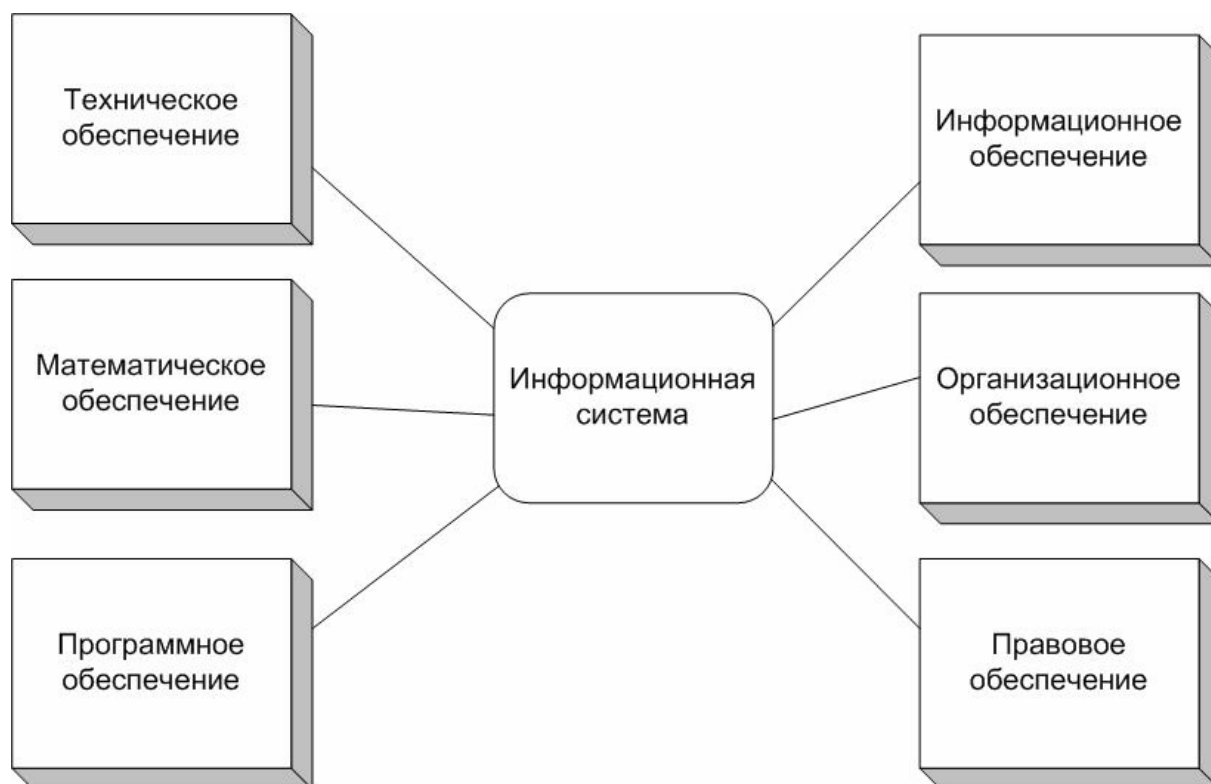 Техническое
обеспечение
Информационное
обеспечение
Математическое
обеспечение
Информационная
система
Организационное
обеспечение
Программное
обеспечение
Правовое
обеспечение